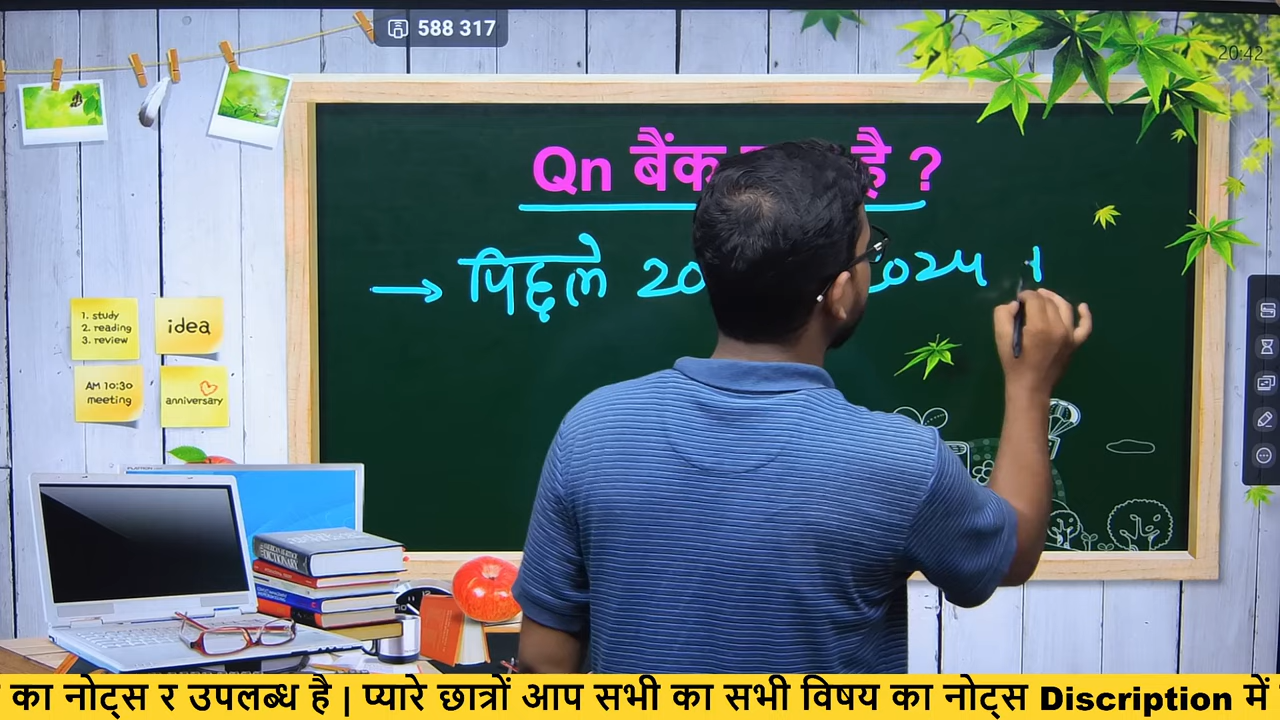 588 317
20:42
Qn बैंक है ?
→ पिछले 20 2024
1. study
2. reading
3. review
idea
AM 10:30
meeting
anniversary
DICTIONARY
का नोट्स र उपलब्ध है | प्यारे छात्रों आप सभी का सभी विषय का नोट्स Discription में